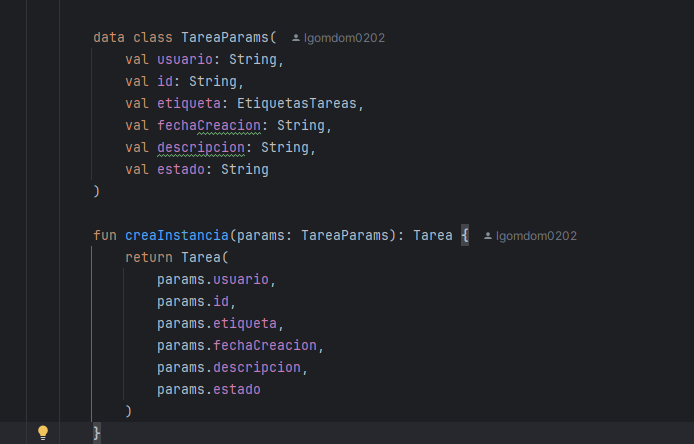 data class TareaParams( lgomdom0202
val usuario: String,
val id: String,
val etiqueta: EtiquetasTareas,
val fechaCreacion: String,
val descripcion: String,
val estado: String
)
fun creaInstancia(params: TareaParams): Tarea { lgomdom0202
return Tarea(
params.usuario,
params.id,
params.etiqueta,
params.fechaCreacion,
params.descripcion,
params.estado
)
}